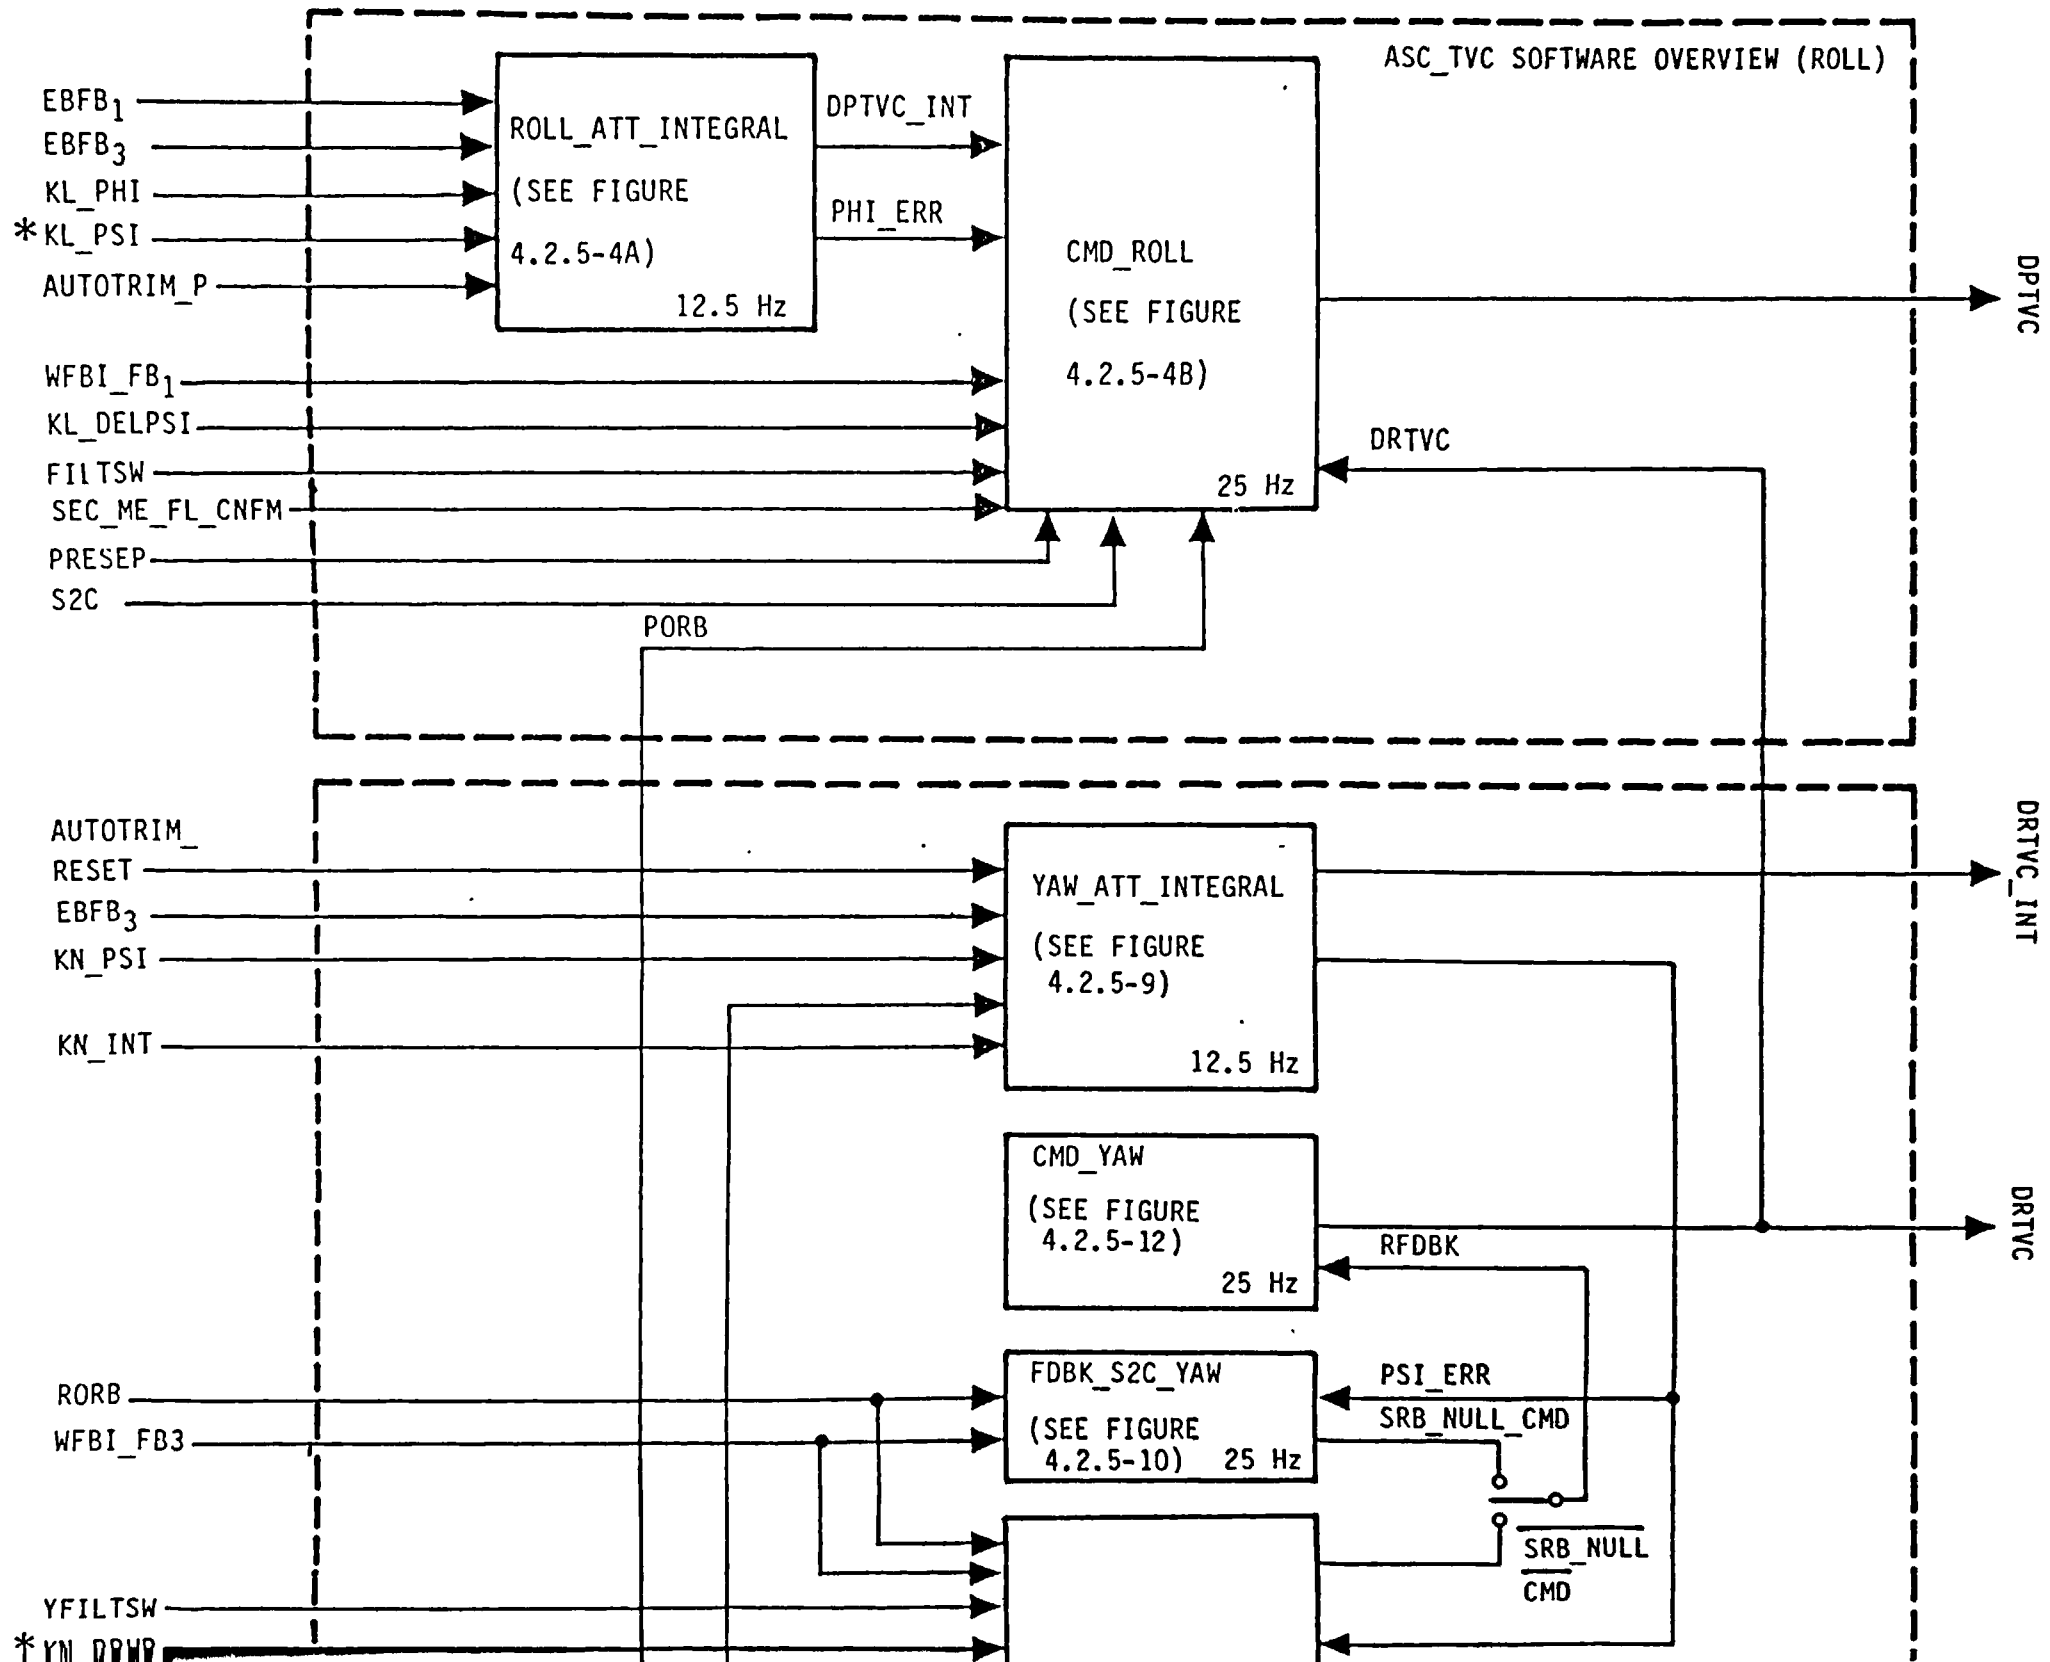 ASC_TVC SOFTWARE OVERVIEW (ROLL)
EBFB1
EBFB3
KL_PHI
*KL_PSI
AUTOTRIM_P
ROLL_ATT_INTEGRAL
(SEE FIGURE
4.2.5-4A)
12.5 Hz
DPTVC_INT
PHI_ERR
CMD_ROLL
(SEE FIGURE
4.2.5-4B)
25 Hz
DPTVC
WFBI_FB1
KL_DELPSI
FILTSW
SEC_ME_FL_CNFM
PRESEP
S2C
DRTVC
PORB
AUTOTRIM_
RESET
EBFB3
KN_PSI
KN_INT
YAW_ATT_INTEGRAL
(SEE FIGURE
4.2.5-9)
12.5 Hz
DRTVC_INT
CMD_YAW
(SEE FIGURE
4.2.5-12)
25 Hz
RFDBK
DRTVC
RORB
WFBI_FB3
FDBK_S2C_YAW
(SEE FIGURE
4.2.5-10) 25 Hz
PSI_ERR
SRB_NULL_CMD
SRB_NULL
CMD
YFILTSW
*